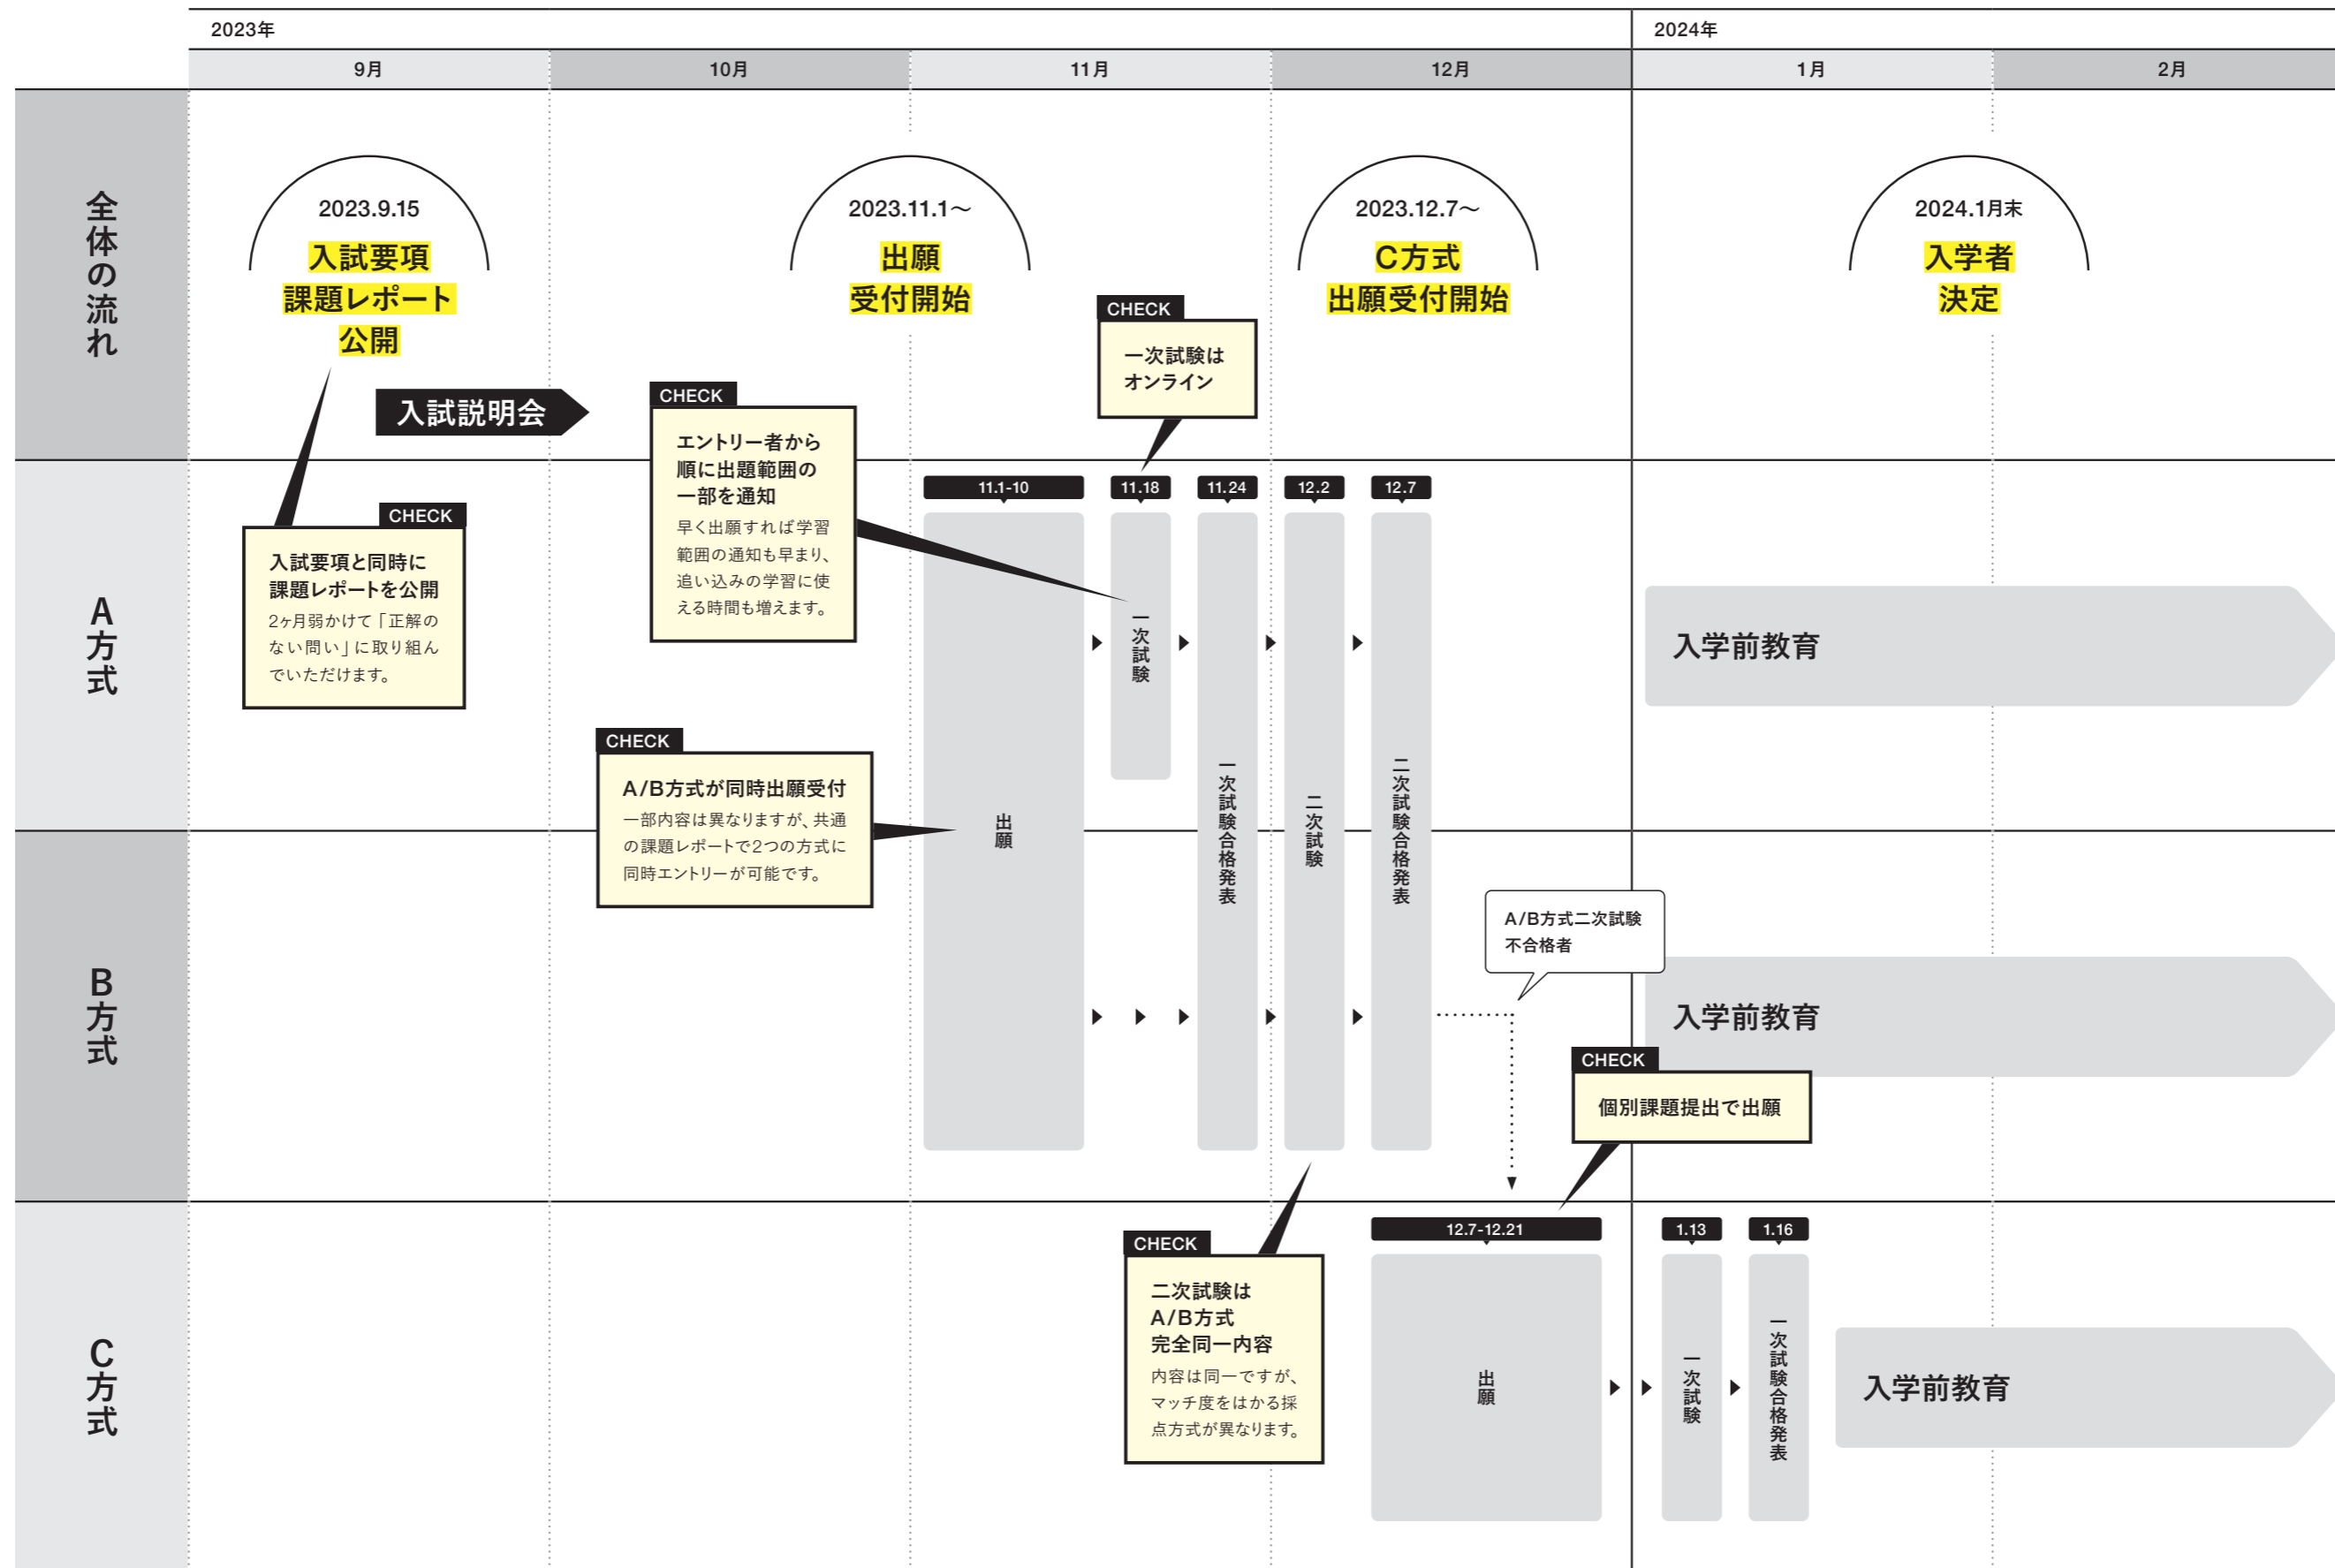 2023年
2024年
9月
10月
11月
12月
1月
2月
全体の流れ
2023.9.15
入試要項
課題レポート
公開
2023.11.1〜
出願
受付開始
2023.12.7〜
C方式
出願受付開始
2024.1月末
入学者
決定
入試説明会
CHECK
一次試験は
オンライン
CHECK
エントリー者から
順に出題範囲の
一部を通知
早く出願すれば学習
範囲の通知も早まり、
追い込みの学習に使
える時間も増えます。
CHECK
入試要項と同時に
課題レポートを公開
2ヶ月弱かけて「正解の
ない問い」に取り組ん
でいただけます。
A方式
11.1-10
11.18
11.24
12.2
12.7
出願
一次試験
一次試験合格発表
二次試験
二次試験合格発表
入学前教育
CHECK
A/B方式が同時出願受付
一部内容は異なりますが、共通
の課題レポートで2つの方式に
同時エントリーが可能です。
B方式
A/B方式二次試験
不合格者
入学前教育
CHECK
個別課題提出で出願
C方式
CHECK
二次試験は
A/B方式
完全同一内容
内容は同一ですが、
マッチ度をはかる採
点方式が異なります。
12.7-12.21
1.13
1.16
出願
一次試験
一次試験合格発表
入学前教育